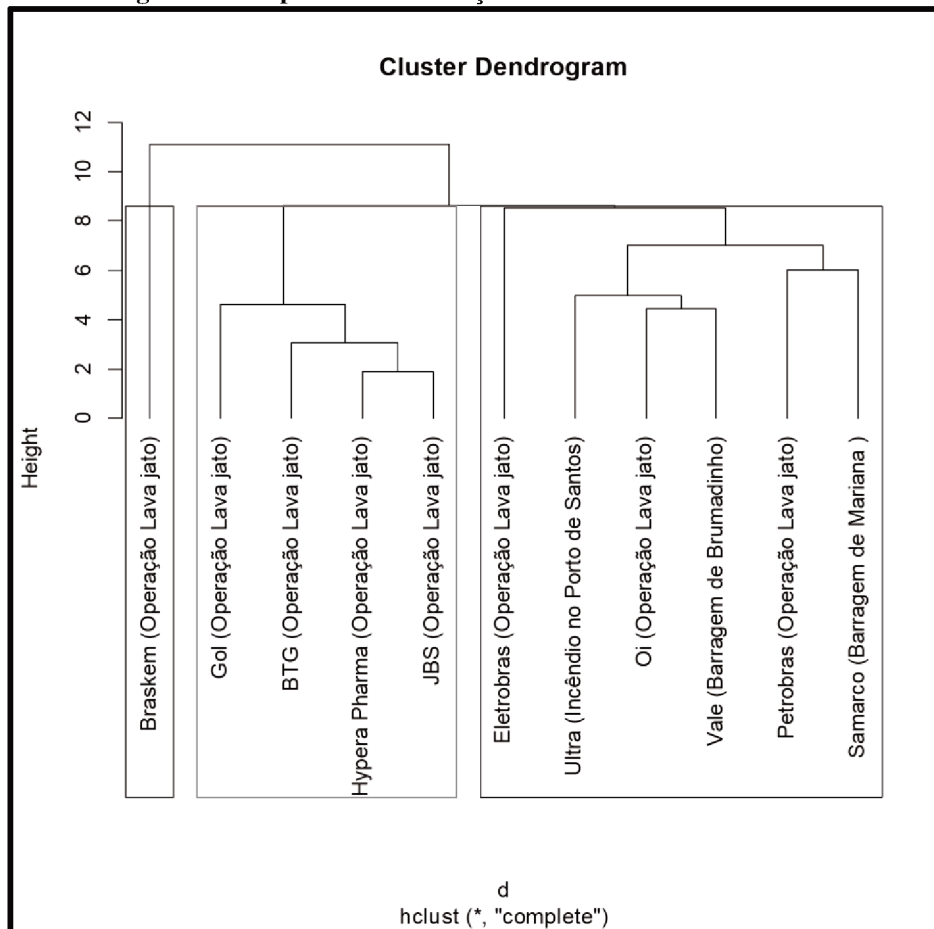 Cluster Dendrogram
12
10
8
6
4
2
0
Height
Braskem (Operação Lava jato)
Gol (Operação Lava jato)
BTG (Operação Lava jato)
Hypera Pharma (Operação Lava jato)
JBS (Operação Lava jato)
Eletrobras (Operação Lava jato)
Ultra (Incêndio no Porto de Santos)
Oi (Operação Lava jato)
Vale (Barragem de Brumadinho)
Petrobras (Operação Lava jato)
Samarco (Barragem de Mariana )
d
hclust (*, "complete")